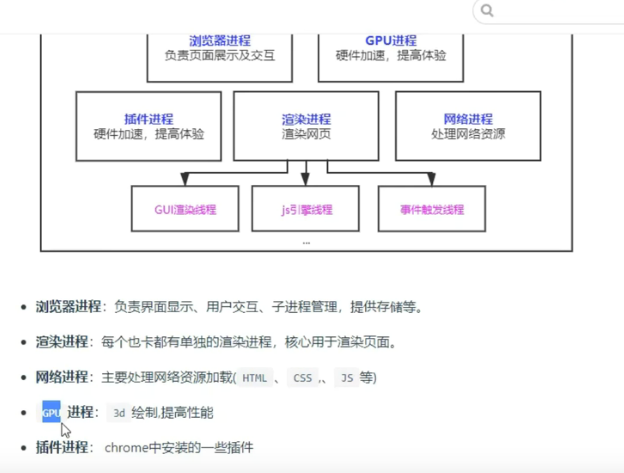 浏览器进程
负责页面展示及交互
GPU进程
硬件加速，提高体验
插件进程
硬件加速，提高体验
渲染进程
渲染网页
网络进程
处理网络资源
GUI渲染线程
js引擎线程
事件触发线程
...
浏览器进程：负责界面显示、用户交互、子进程管理，提供存储等。
渲染进程：每个也卡都有单独的渲染进程，核心用于渲染页面。
网络进程：主要处理网络资源加载( HTML 、 CSS ,、 JS 等)
GPU 进程： 3d 绘制,提高性能
插件进程： chrome中安装的一些插件